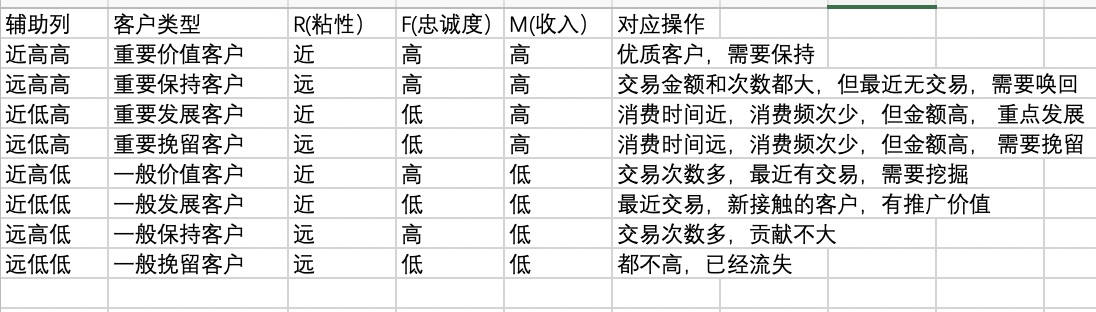 辅助列 客户类型 R(粘性） F(忠诚度） M(收入） 对应操作
近高高 重要价值客户 近 高 高 优质客户，需要保持
远高高 重要保持客户 远 高 高 交易金额和次数都大，但最近无交易，需要唤回
近低高 重要发展客户 近 低 高 消费时间近，消费频次少，但金额高， 重点发展
远低高 重要挽留客户 远 低 高 消费时间远，消费频次少，但金额高， 需要挽留
近高低 一般价值客户 近 高 低 交易次数多，最近有交易，需要挖掘
近低低 一般发展客户 近 低 低 最近交易，新接触的客户，有推广价值
远高低 一般保持客户 远 高 低 交易次数多，贡献不大
远低低 一般挽留客户 远 低 低 都不高，已经流失